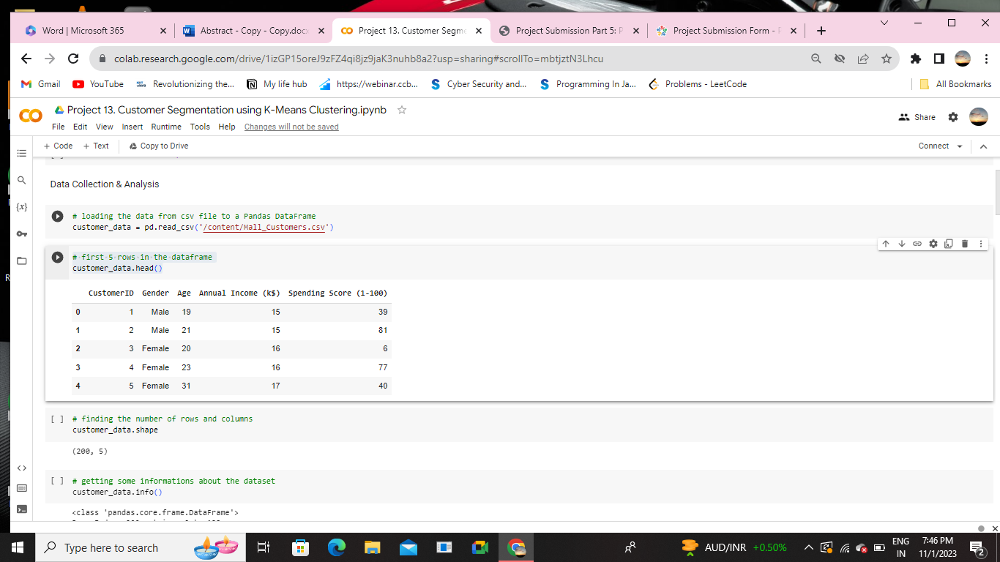 Word | Microsoft 365
Abstract - Copy - Copy.docx
Project 13. Customer Segme
Project Submission Part 5: P
Project Submission Form -
colab.research.google.com/drive/1izGP15oreJ9zFZ4qi8jz9jaK3nuhb8a2?usp=sharing#scrollTo=mbtjztN3Lhcu
Gmail
YouTube
Revolutionizing the...
My life hub
https://webinar.ccb...
Cyber Security and...
Programming In Ja...
Problems - LeetCode
All Bookmarks
Project 13. Customer Segmentation using K-Means Clustering.ipynb
File Edit View Insert Runtime Tools Help Changes will not be saved
Share
+ Code + Text Copy to Drive
Connect
Data Collection & Analysis
# loading the data from csv file to a Pandas DataFrame
customer_data = pd.read_csv('/content/Mall_Customers.csv')
# first 5 rows in the dataframe
customer_data.head()
CustomerID Gender Age Annual Income (k$) Spending Score (1-100)
0 1 Male 19 15 39
1 2 Male 21 15 81
2 3 Female 20 16 6
3 4 Female 23 16 77
4 5 Female 31 17 40
[ ] # finding the number of rows and columns
customer_data.shape
(200, 5)
[ ] # getting some informations about the dataset
customer_data.info()
<class 'pandas.core.frame.DataFrame'>
Type here to search
AUD/INR +0.50%
ENG
IN
7:46 PM
11/1/2023
2